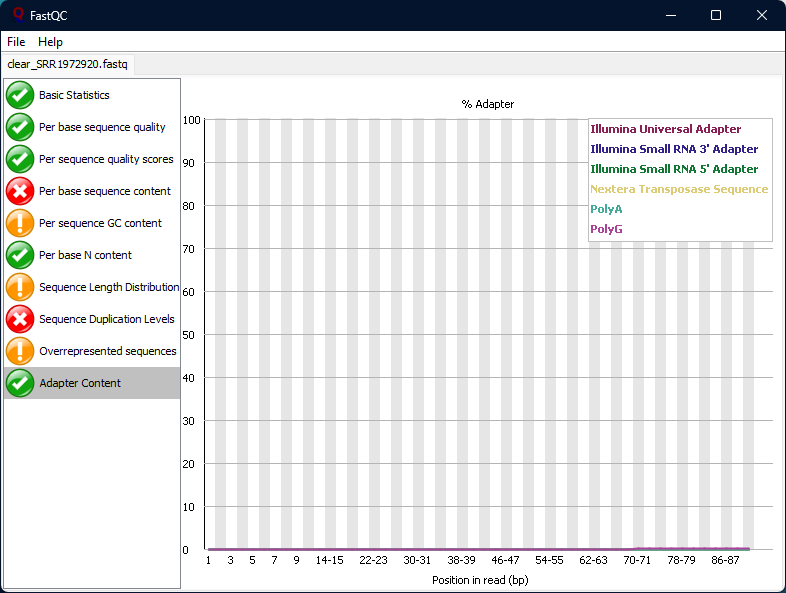 FastQC
File Help
clear_SRR1972920.fastq
Basic Statistics
Per base sequence quality
Per sequence quality scores
Per base sequence content
Per sequence GC content
Per base N content
Sequence Length Distribution
Sequence Duplication Levels
Overrepresented sequences
Adapter Content
% Adapter
Illumina Universal Adapter
Illumina Small RNA 3' Adapter
Illumina Small RNA 5' Adapter
Nextera Transposase Sequence
PolyA
PolyG
100
90
80
70
60
50
40
30
20
10
0
1 3 5 7 9 14-15 22-23 30-31 38-39 46-47 54-55 62-63 70-71 78-79 86-87
Position in read (bp)